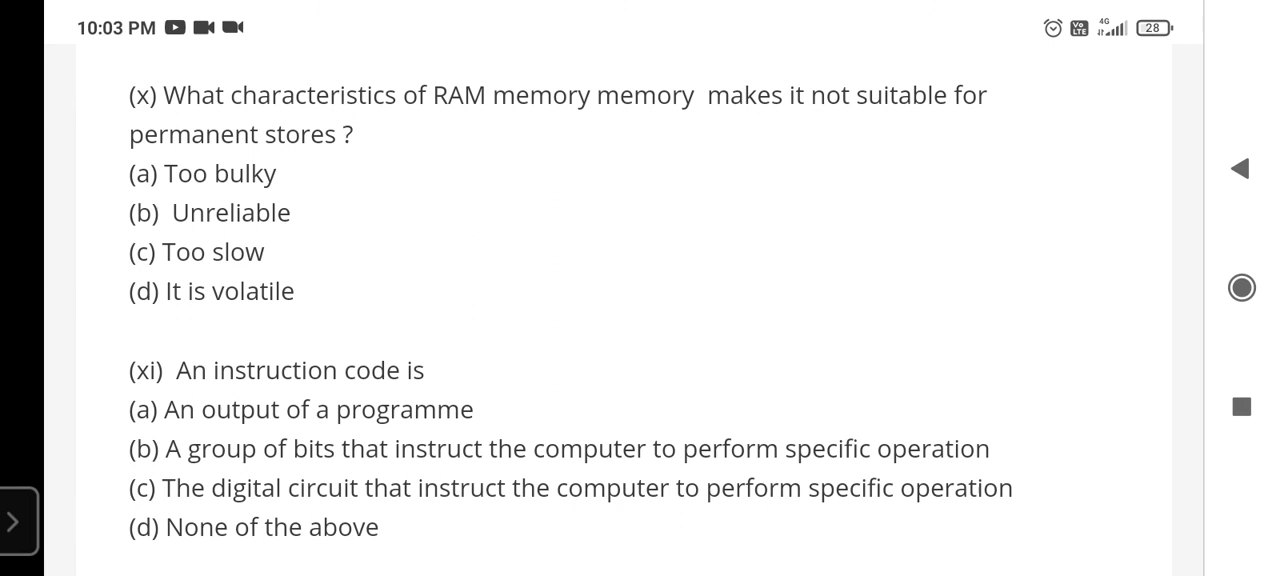 10:03 PM
Vo LTE 4G 28
(x) What characteristics of RAM memory memory makes it not suitable for
permanent stores ?
(a) Too bulky
(b) Unreliable
(c) Too slow
(d) It is volatile
(xi) An instruction code is
(a) An output of a programme
(b) A group of bits that instruct the computer to perform specific operation
(c) The digital circuit that instruct the computer to perform specific operation
(d) None of the above